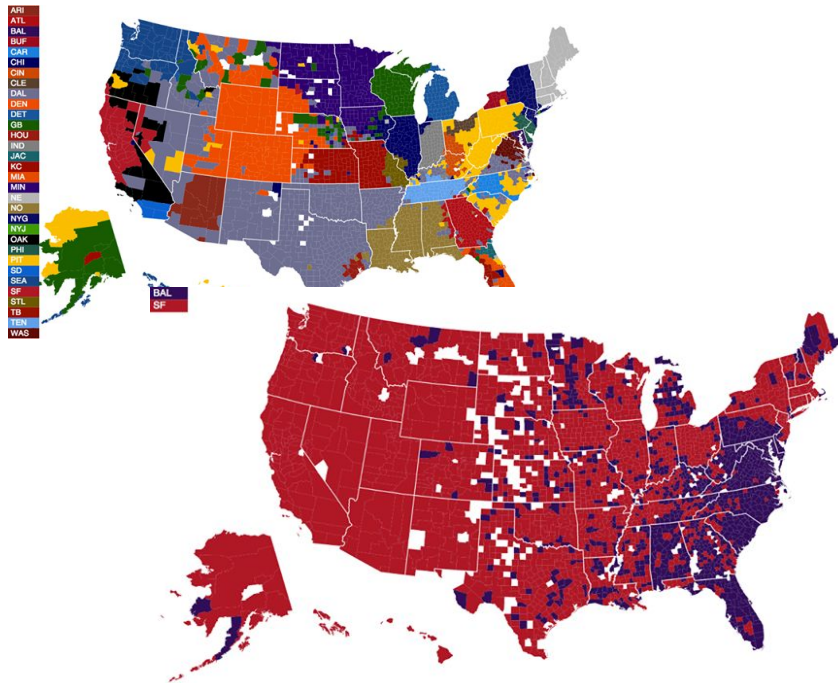 ARI
ATL
BAL
BUF
CAR
CHI
CIN
CLE
DAL
DEN
DET
GB
HOU
IND
JAC
KC
MIA
MIN
NE
NO
NYG
NYJ
OAK
PHI
PIT
SD
SEA
SF
STL
TB
TEN
WAS
BAL
SF